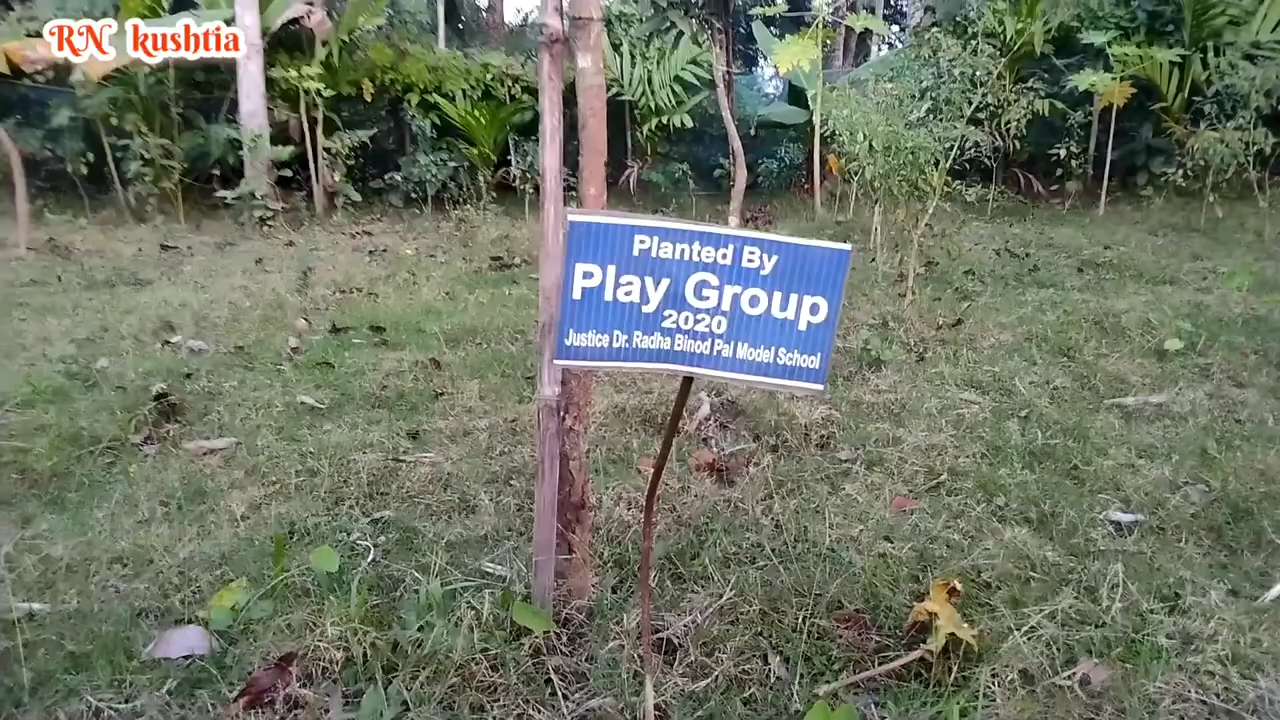 RN kushtia
Planted By
Play Group
2020
Justice Dr. Radha Binod Pal Model School